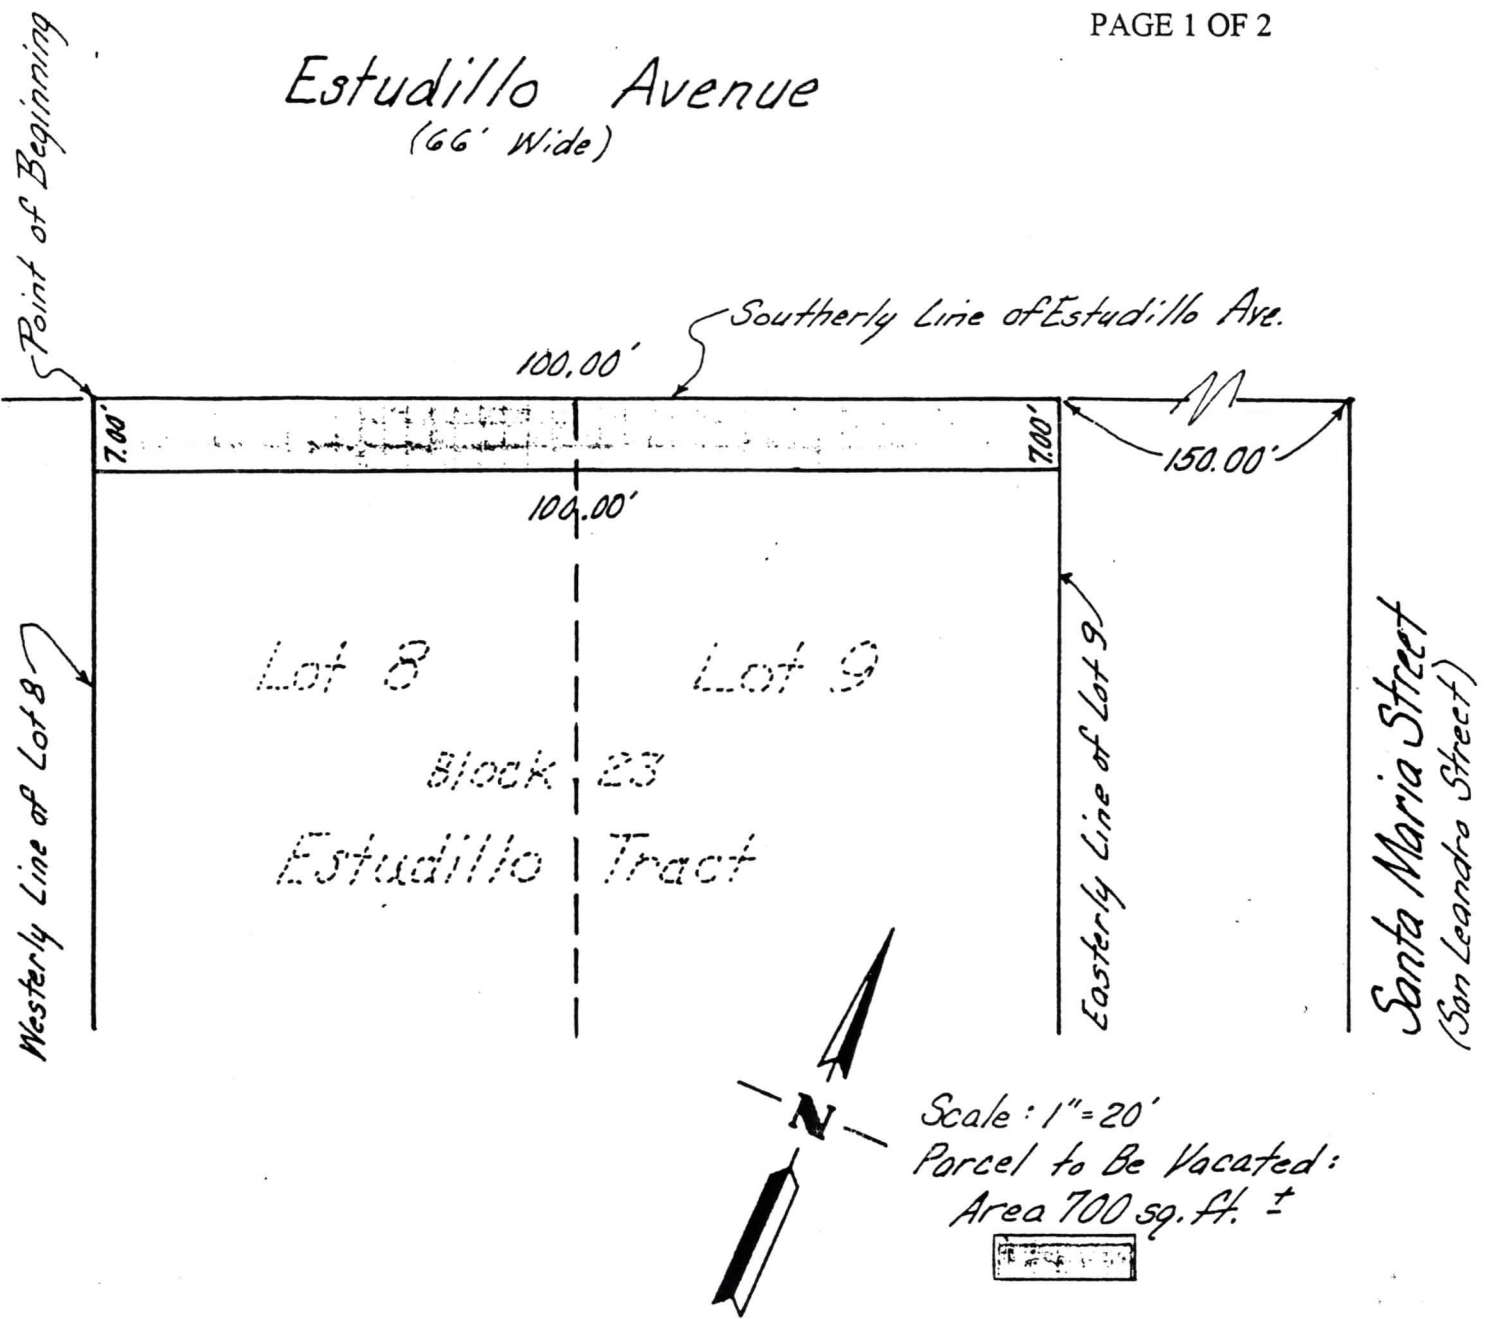 PAGE 1 OF 2
Estudillo Avenue
(66' Wide)
Point of Beginning
Southerly Line of Estudillo Ave.
100.00'
7.00'
7.00'
150.00'
100.00'
Lot 8
Lot 9
Block 23
Estudillo Tract
Westerly Line of Lot 8
Easterly Line of Lot 9
Santa Maria Street
(San Leandro Street)
N
Scale: 1"=20'
Parcel to Be Vacated:
Area 700 sq. ft. ±